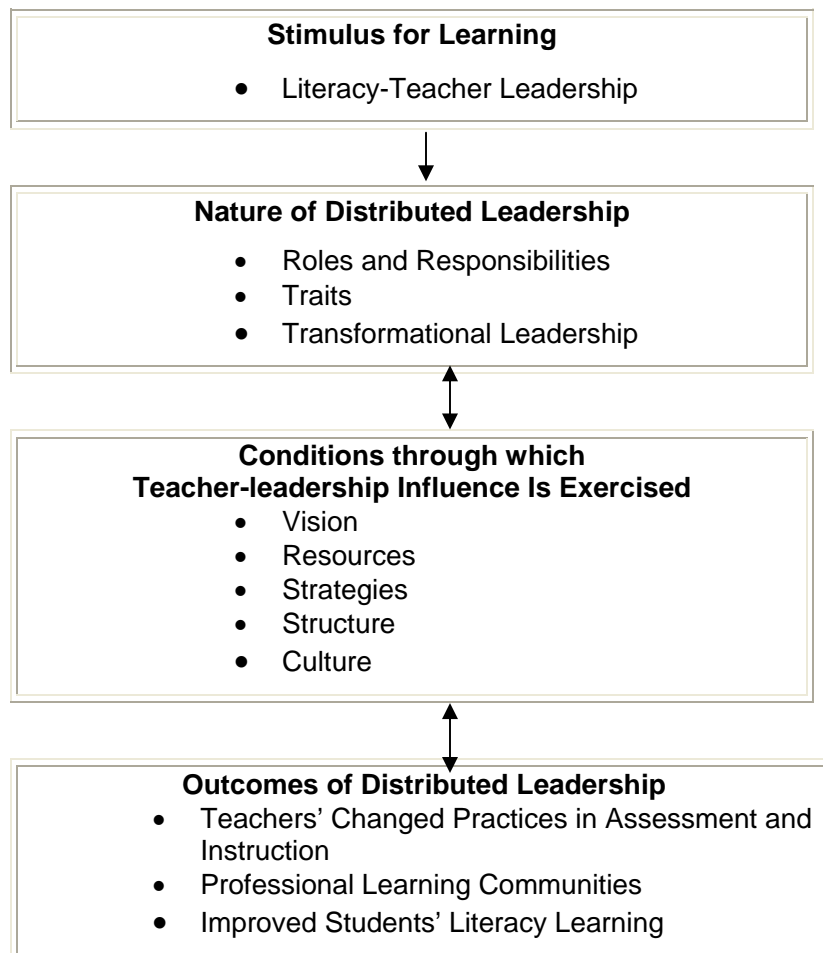 Stimulus for Learning
• Literacy-Teacher Leadership
Nature of Distributed Leadership
• Roles and Responsibilities
• Traits
• Transformational Leadership
Conditions through which
Teacher-leadership Influence Is Exercised
• Vision
• Resources
• Strategies
• Structure
• Culture
Outcomes of Distributed Leadership
• Teachers’ Changed Practices in Assessment and
Instruction
• Professional Learning Communities
• Improved Students’ Literacy Learning